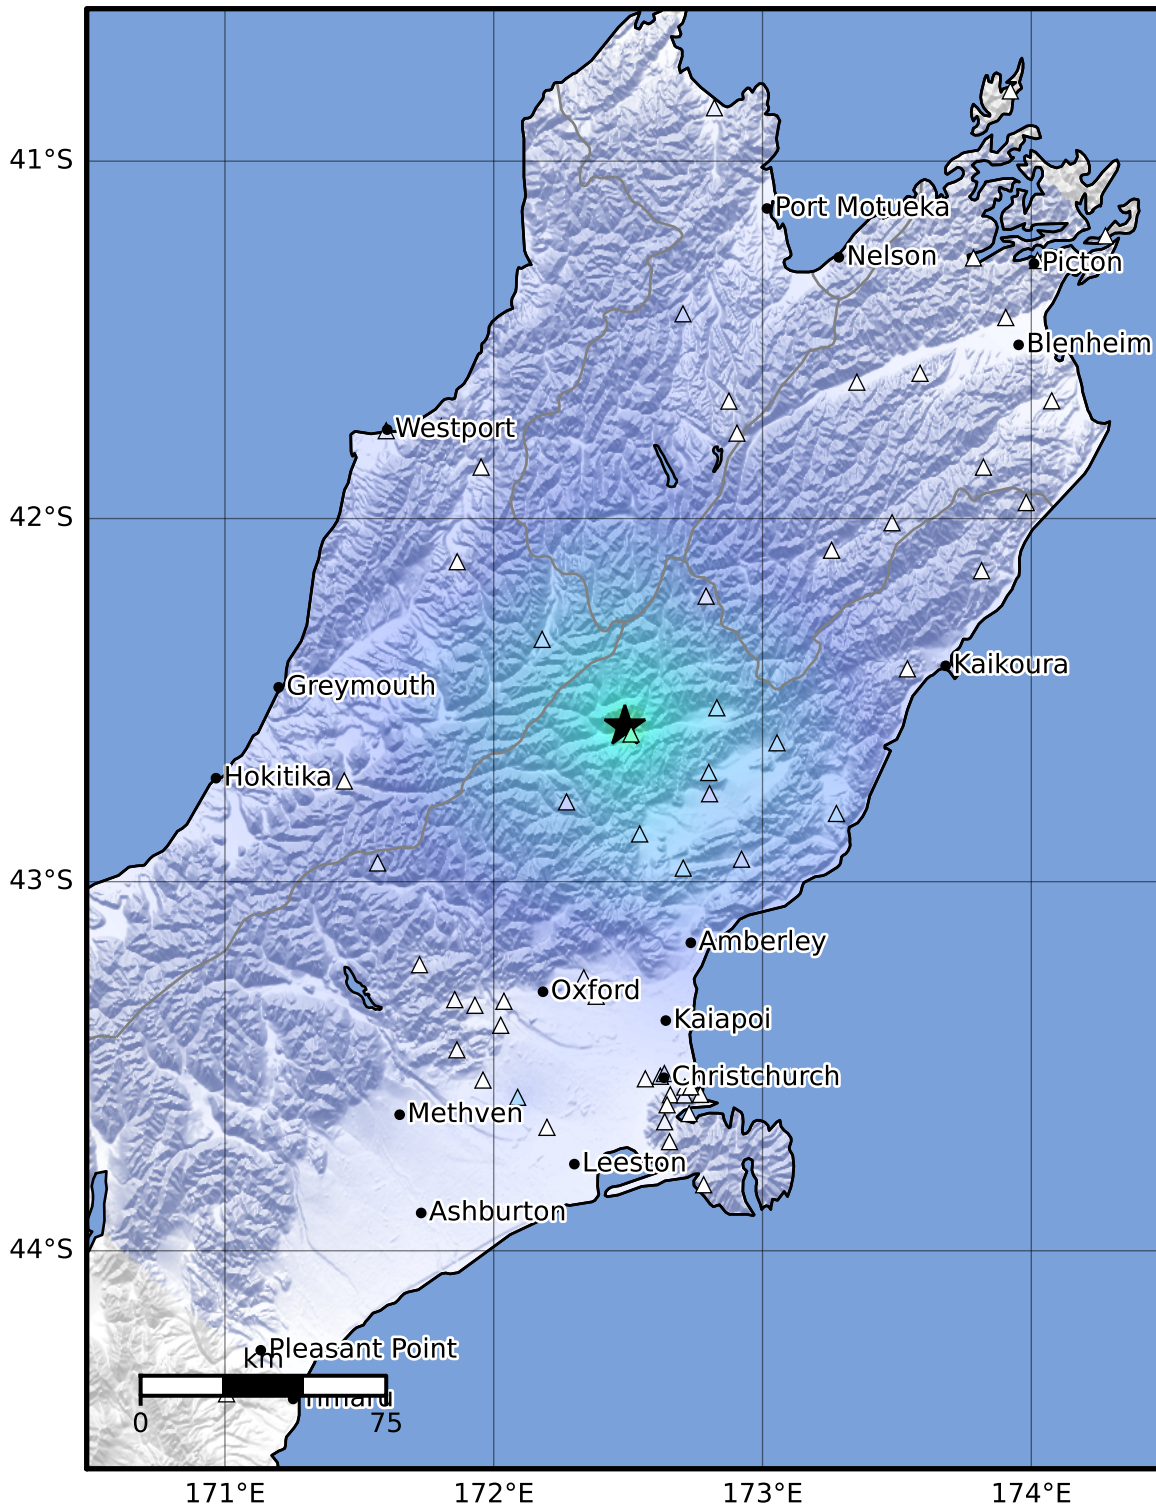 41°S
Port Motueka
Nelson
Picton
Blenheim
Westport
42°S
Kaikoura
Greymouth
Hokitika
43°S
Amberley
Oxford
Kaiapoi
Christchurch
Methven
Leeston
Ashburton
44°S
Pleasant Point
km
Timaru
0 75
171°E 172°E 173°E 174°E